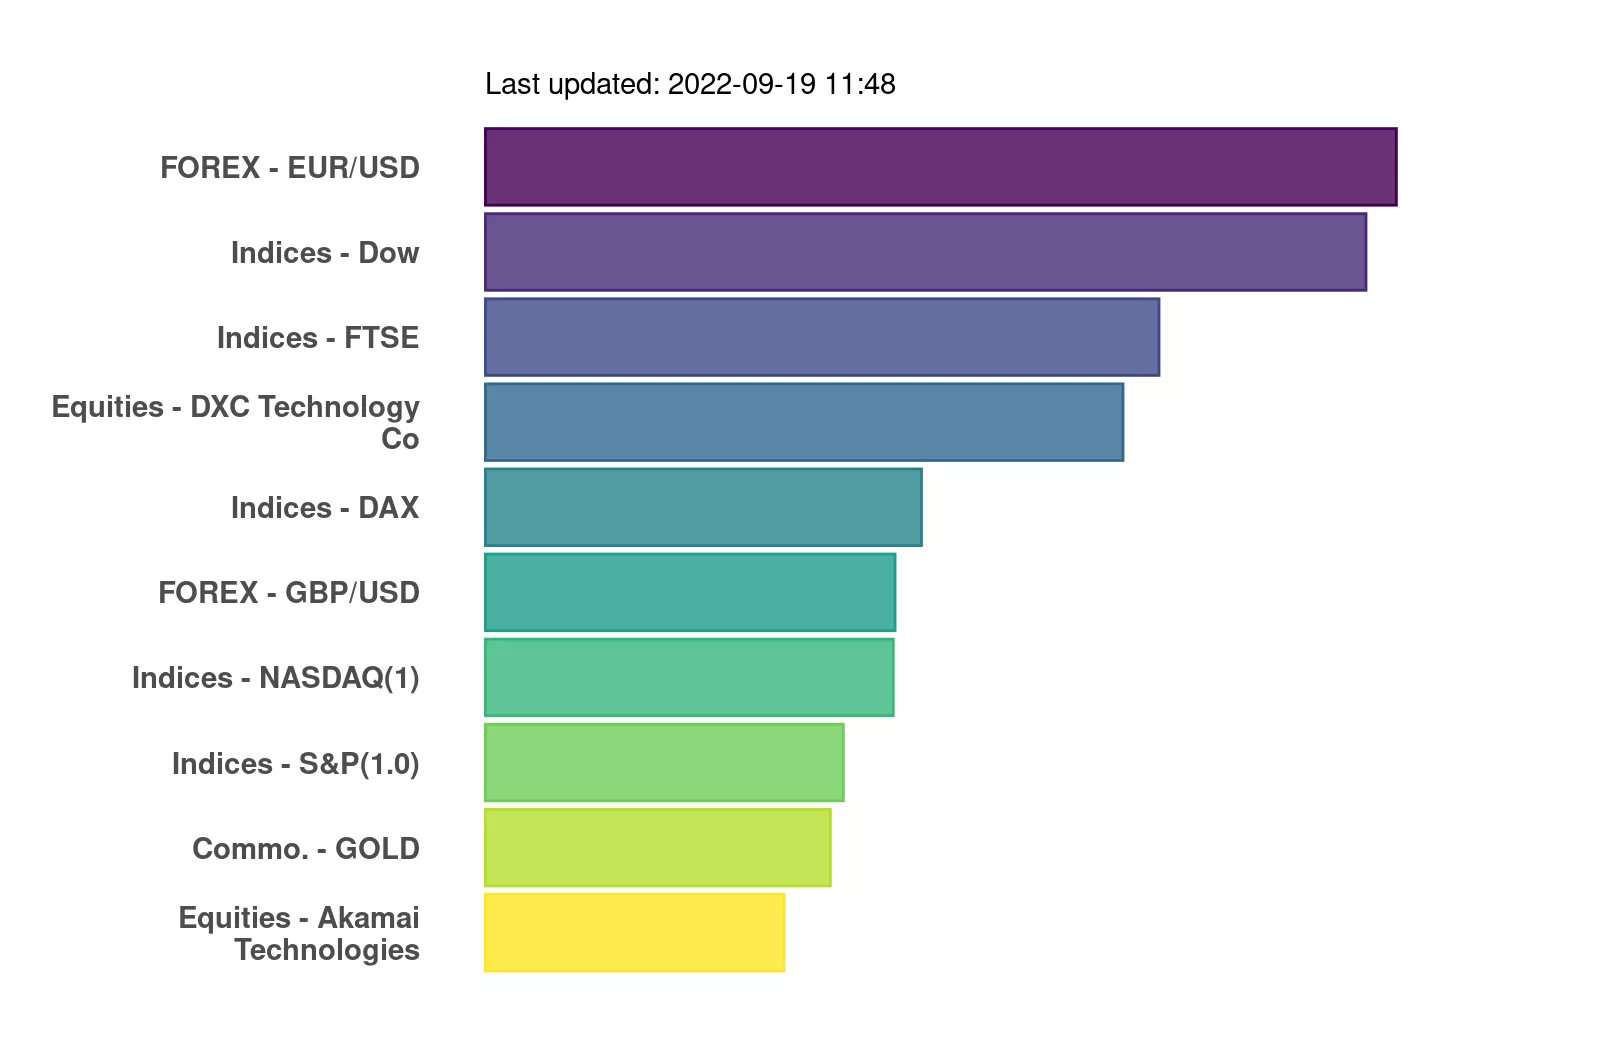 Last updated: 2022-09-19 11:48
FOREX - EUR/USD
Indices - Dow
Indices - FTSE
Equities - DXC Technology
Co
Indices - DAX
FOREX - GBP/USD
Indices - NASDAQ(1)
Indices - S&P(1.0)
Commo. - GOLD
Equities - Akamai
Technologies